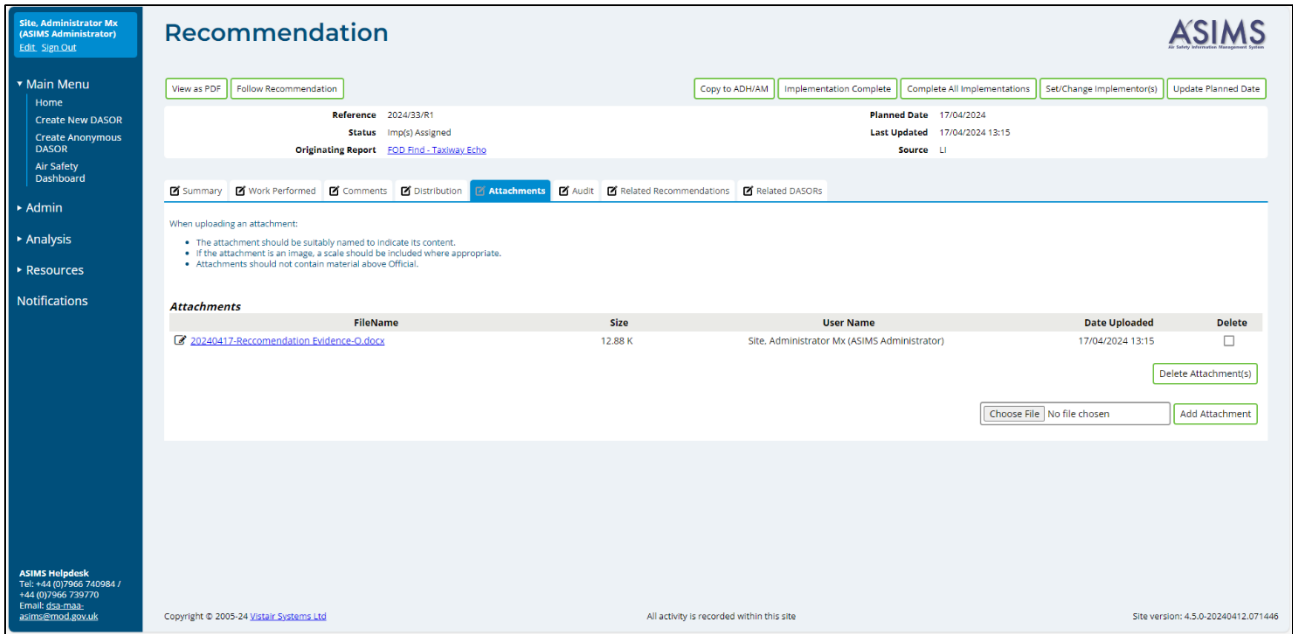 Site, Administrator Mx
(ASIMS Administrator)
Edit Sign Out
Main Menu
Home
Create New DASOR
Create Anonymous
DASOR
Air Safety
Dashboard
Admin
Analysis
Resources
Notifications
ASIMS Helpdesk
Tel: +44 (0)7966 740984 /
+44 (0)7966 739770
Email: dsa-maa-
asims@mod.gov.uk
Recommendation
ASIMS
Air Safety Information Management System
View as PDF Follow Recommendation Copy to ADH/AM Implementation Complete Complete All Implementations Set/Change Implementor(s) Update Planned Date
Reference 2024/33/R1 Planned Date 17/04/2024
Status Imp(s) Assigned Last Updated 17/04/2024 13:15
Originating Report FOD Find - Taxiway Echo Source LI
Summary Work Performed Comments Distribution Attachments Audit Related Recommendations Related DASORs
When uploading an attachment:
• The attachment should be suitably named to indicate its content.
• If the attachment is an image, a scale should be included where appropriate.
• Attachments should not contain material above Official.
Attachments
FileName Size User Name Date Uploaded Delete
20240417-Reccomendation Evidence-O.docx 12.88 K Site, Administrator Mx (ASIMS Administrator) 17/04/2024 13:15
Delete Attachment(s)
Choose File No file chosen Add Attachment
Copyright © 2005-24 Vistair Systems Ltd All activity is recorded within this site Site version: 4.5.0-20240412.071446